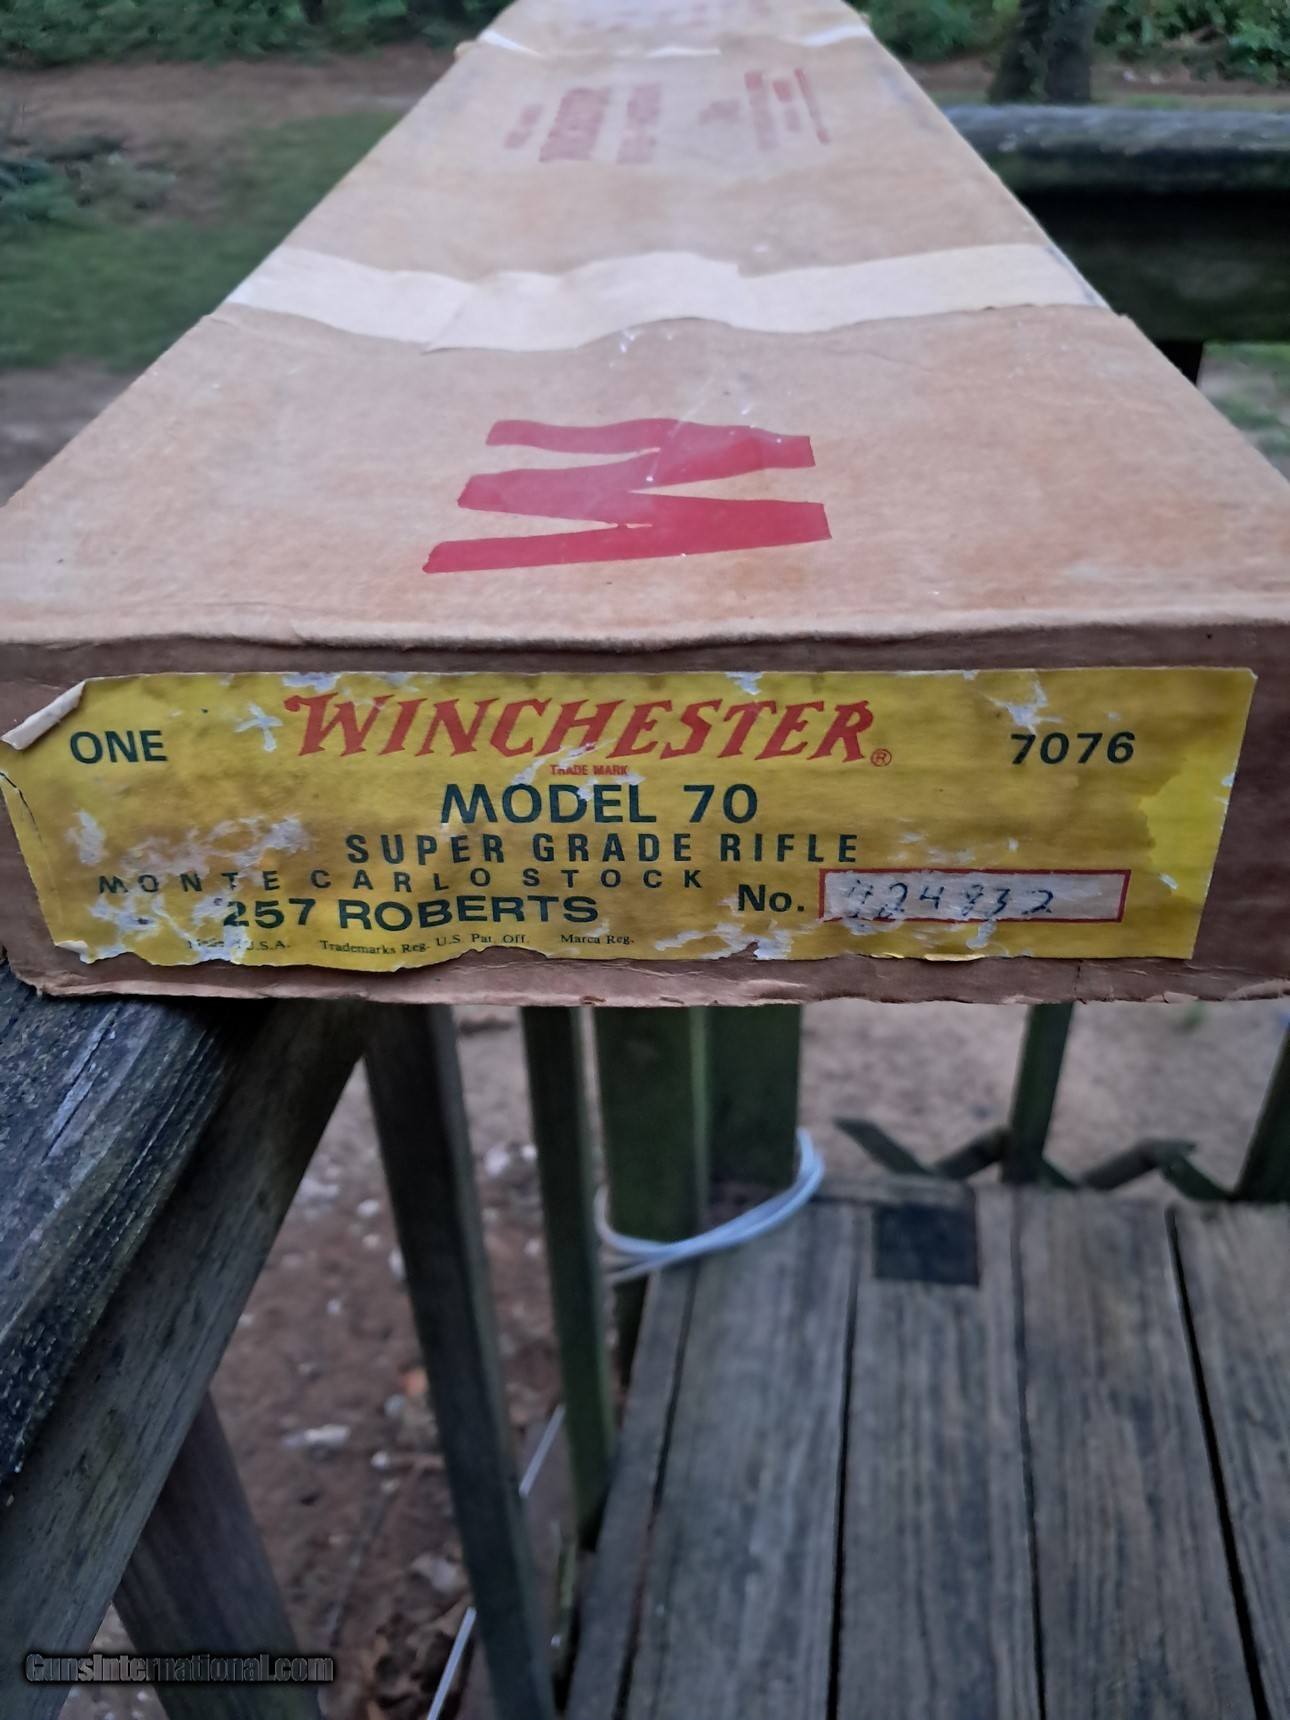 W
ONE
WINCHESTER ®
7076
TRADE MARK
MODEL 70
SUPER GRADE RIFLE
MONTE CARLO STOCK
257 ROBERTS
No.
U.S.A. Trademarks Reg. U.S. Pat. Off. Marca Reg.
GunsInternational.com